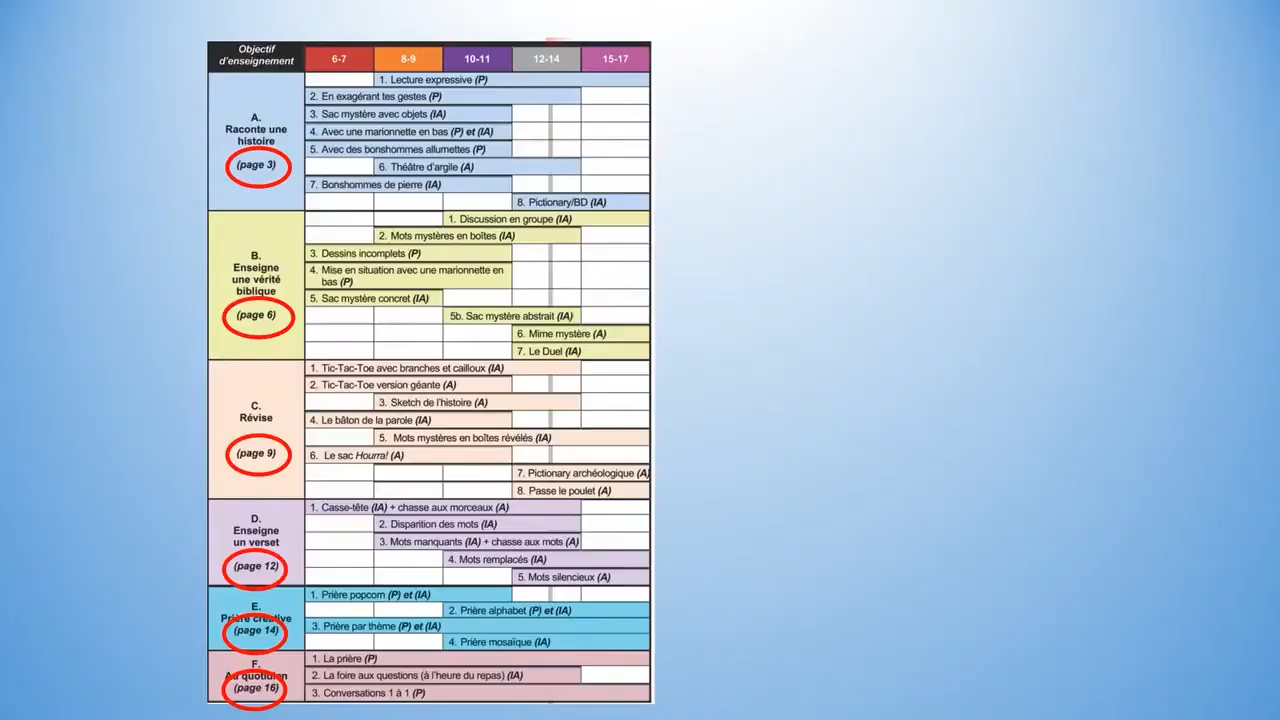 Objectif
d'enseignement
6-7
8-9
10-11
12-14
15-17
A.
Raconte une
histoire
(page 3)
1. Lecture expressive (P)
2. En exagérant tes gestes (P)
3. Sac mystère avec objets (IA)
4. Avec une marionnette en bas (P) et (IA)
5. Avec des bonshommes allumettes (P)
6. Théâtre d'argile (A)
7. Bonshommes de pierre (IA)
8. Pictionary/BD (IA)
B.
Enseigne
une vérité
biblique
(page 6)
1. Discussion en groupe (IA)
2. Mots mystères en boîtes (IA)
3. Dessins incomplets (P)
4. Mise en situation avec une marionnette en
bas (P)
5. Sac mystère concret (IA)
5b. Sac mystère abstrait (IA)
6. Mime mystère (A)
7. Le Duel (IA)
C.
Révise
(page 9)
1. Tic-Tac-Toe avec branches et cailloux (IA)
2. Tic-Tac-Toe version géante (A)
3. Sketch de l'histoire (A)
4. Le bâton de la parole (IA)
5. Mots mystères en boîtes révélés (IA)
6. Le sac Hourra! (A)
7. Pictionary archéologique (A)
8. Passe le poulet (A)
D.
Enseigne
un verset
(page 12)
1. Casse-tête (IA) + chasse aux morceaux (A)
2. Disparition des mots (IA)
3. Mots manquants (IA) + chasse aux mots (A)
4. Mots remplacés (IA)
5. Mots silencieux (A)
E.
Prière créative
(page 14)
1. Prière popcorn (P) et (IA)
2. Prière alphabet (P) et (IA)
3. Prière par thème (P) et (IA)
4. Prière mosaïque (IA)
F.
Au quotidien
(page 16)
1. La prière (P)
2. La foire aux questions (à l'heure du repas) (IA)
3. Conversations 1 à 1 (P)